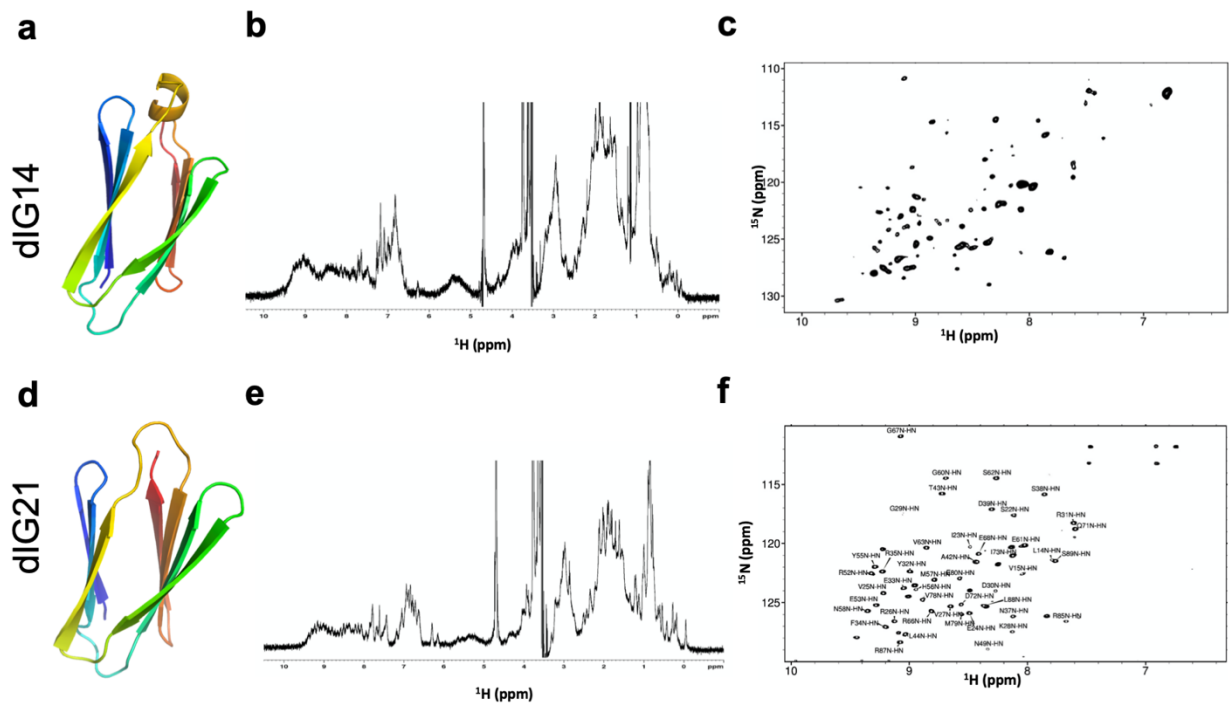 a
b
c
dIG14
10 9 8 7 6 5 4 3 2 1 0 ppm
ppm
¹H (ppm)
110
115
120
125
130
¹⁵N (ppm)
10 9 8 7
¹H (ppm)
d
e
f
dIG21
10 9 8 7 6 5 4 3 2 1 0 ppm
ppm
¹H (ppm)
115
120
125
¹⁵N (ppm)
G67N-HN
G60N-HN S62N-HN
T43N-HN S38N-HN
G29N-HN D39N-HN
S22N-HN R31N-HN
Q71N-HN
V63N-HN I23N-HN E68N-HN E61N-HN
Y55N-HN R35N-HN A42N-HN I73N-HN L14N-HN S89N-HN
R52N-HN Y32N-HN M57N-HN E80N-HN V15N-HN
V25N-HN E33N-HN H56N-HN D30N-HN
E53N-HN V78N-HN D72N-HN L88N-HN
N58N-HN R26N-HN R66N-HN V27N-HN N37N-HN R85N-HN
F34N-HN M79N-HN E24N-HN K28N-HN
R87N-HN L44N-HN N49N-HN
10 9 8 7
¹H (ppm)